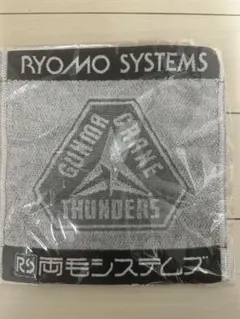 RYOMO SYSTEMS
GUNMA CRANE
THUNDERS
RS 両毛システムズ